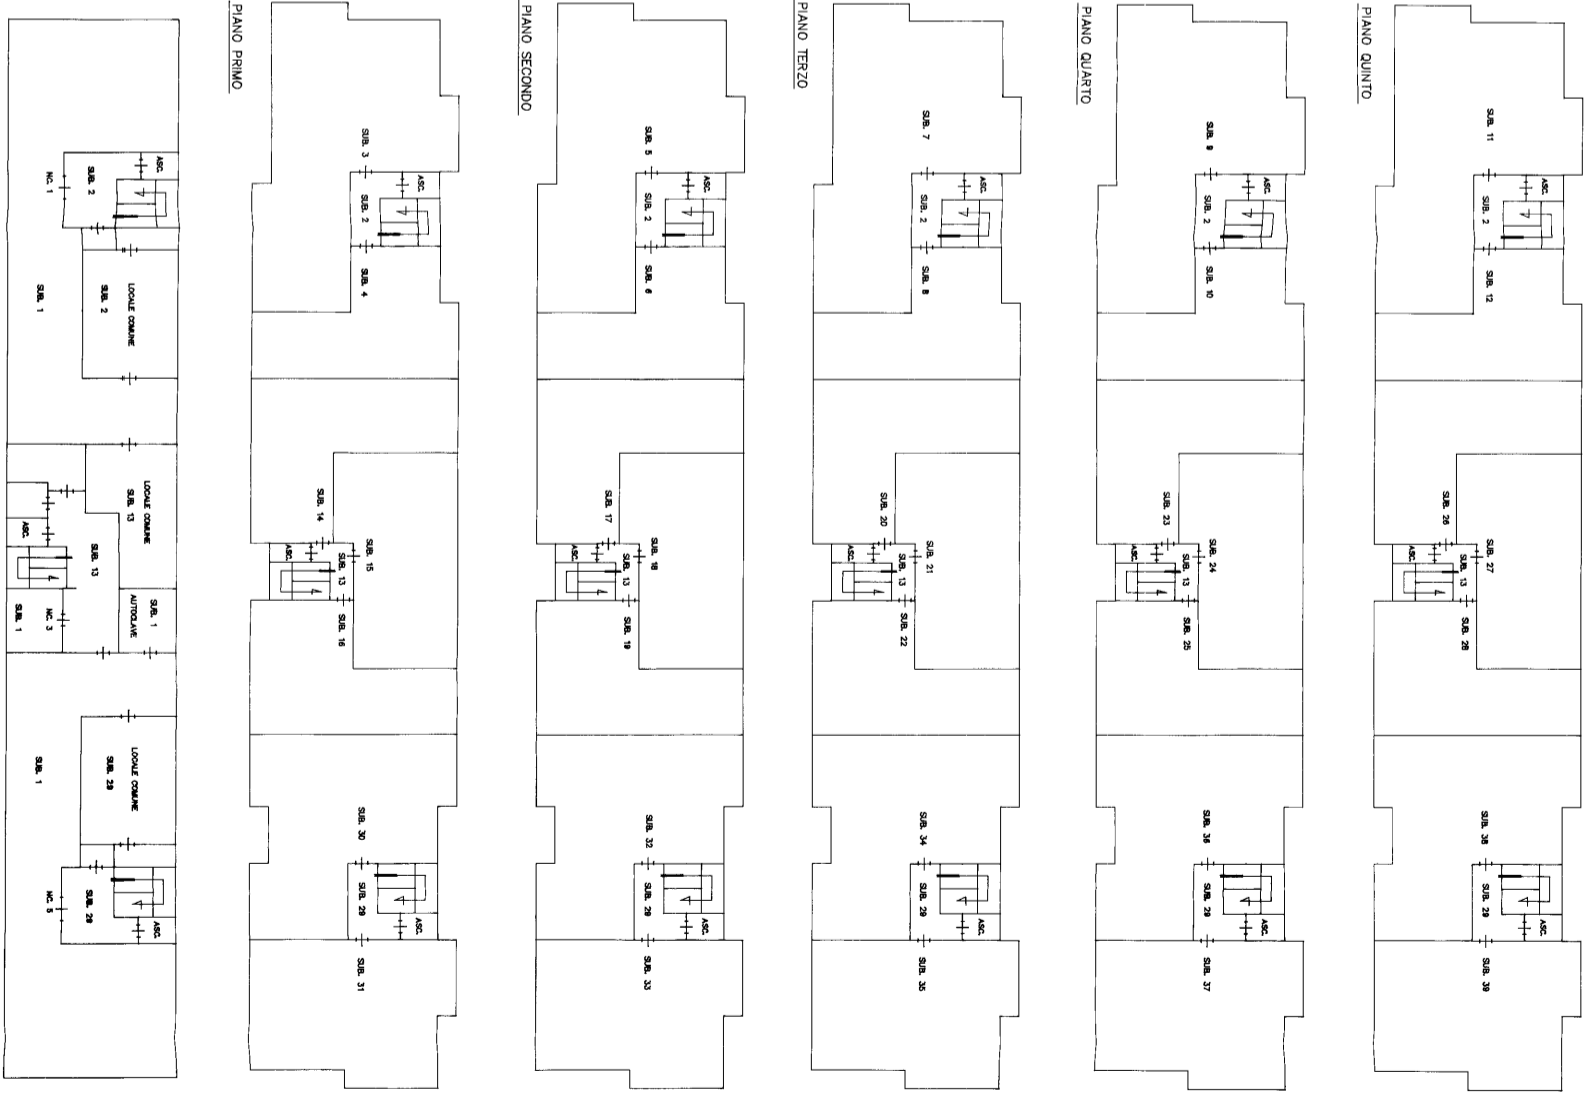 PIANO PRIMO
PIANO SECONDO
PIANO TERZO
PIANO QUARTO
PIANO QUINTO
ASC.
SUB. 2
NC. 1
LOCALE COMUNE
SUB. 2
SUB. 1
LOCALE COMUNE
SUB. 13
ASC.
SUB. 13
SUB. 1
AUTOCLAVE
NC. 3
SUB. 1
LOCALE COMUNE
SUB. 29
SUB. 1
NC. 5
SUB. 29
ASC.
SUB. 3
ASC.
SUB. 2
SUB. 4
SUB. 14
ASC.
SUB. 13
SUB. 15
SUB. 16
SUB. 30
SUB. 29
ASC.
SUB. 31
SUB. 5
ASC.
SUB. 2
SUB. 6
SUB. 17
ASC.
SUB. 13
SUB. 18
SUB. 19
SUB. 32
SUB. 29
ASC.
SUB. 33
SUB. 7
ASC.
SUB. 2
SUB. 8
SUB. 20
ASC.
SUB. 13
SUB. 21
SUB. 22
SUB. 34
SUB. 29
ASC.
SUB. 35
SUB. 9
ASC.
SUB. 2
SUB. 10
SUB. 23
ASC.
SUB. 13
SUB. 24
SUB. 25
SUB. 36
SUB. 29
ASC.
SUB. 37
SUB. 11
ASC.
SUB. 2
SUB. 12
SUB. 26
ASC.
SUB. 13
SUB. 27
SUB. 28
SUB. 38
SUB. 29
ASC.
SUB. 39